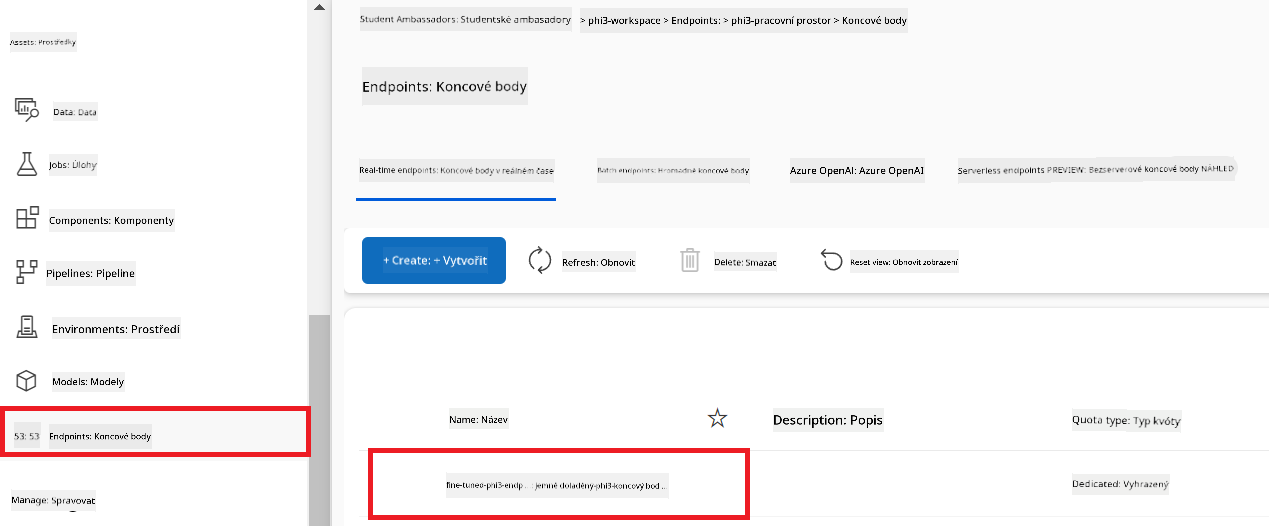 Assets: Prostředky
Data: Data
Jobs: Úlohy
Components: Komponenty
Pipelines: Pipeline
Environments: Prostředí
Models: Modely
53: 53 Endpoints: Koncové body
Manage: Spravovat
Student Ambassadors: Studentské ambasadory > phi3-workspace > Endpoints: > phi3-pracovní prostor > Koncové body
Endpoints: Koncové body
Real-time endpoints: Koncové body v reálném čase Batch endpoints: Hromadné koncové body Azure OpenAI: Azure OpenAI Serverless endpoints PREVIEW: Bezserverové koncové body NÁHLED
+ Create: + Vytvořit Refresh: Obnovit Delete: Smazat Reset view: Obnovit zobrazení
Name: Název Description: Popis Quota type: Typ kvóty
fine-tuned-phi3-endp... : jemně doladěný-phi3-koncový bod... Dedicated: Vyhrazený